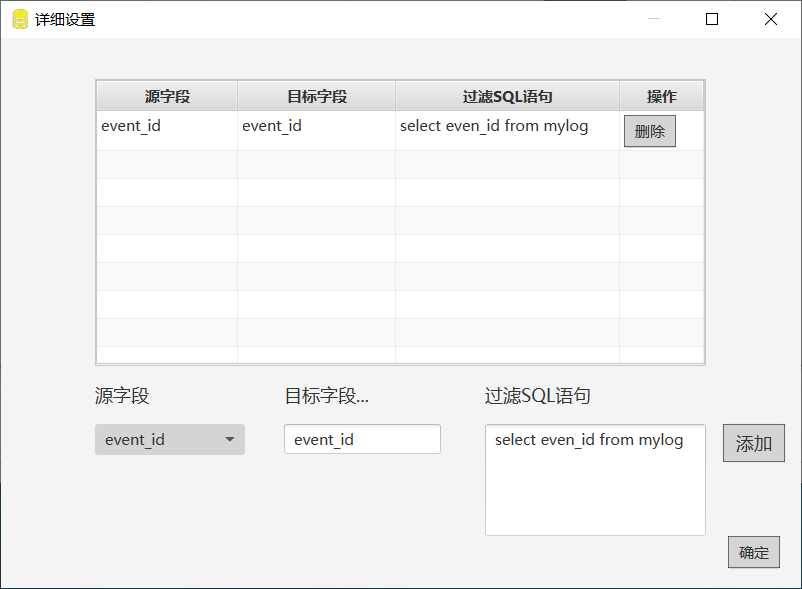 详细设置
源字段 目标字段 过滤SQL语句 操作
event_id event_id select even_id from mylog 删除
源字段 目标字段... 过滤SQL语句
event_id event_id select even_id from mylog 添加
确定